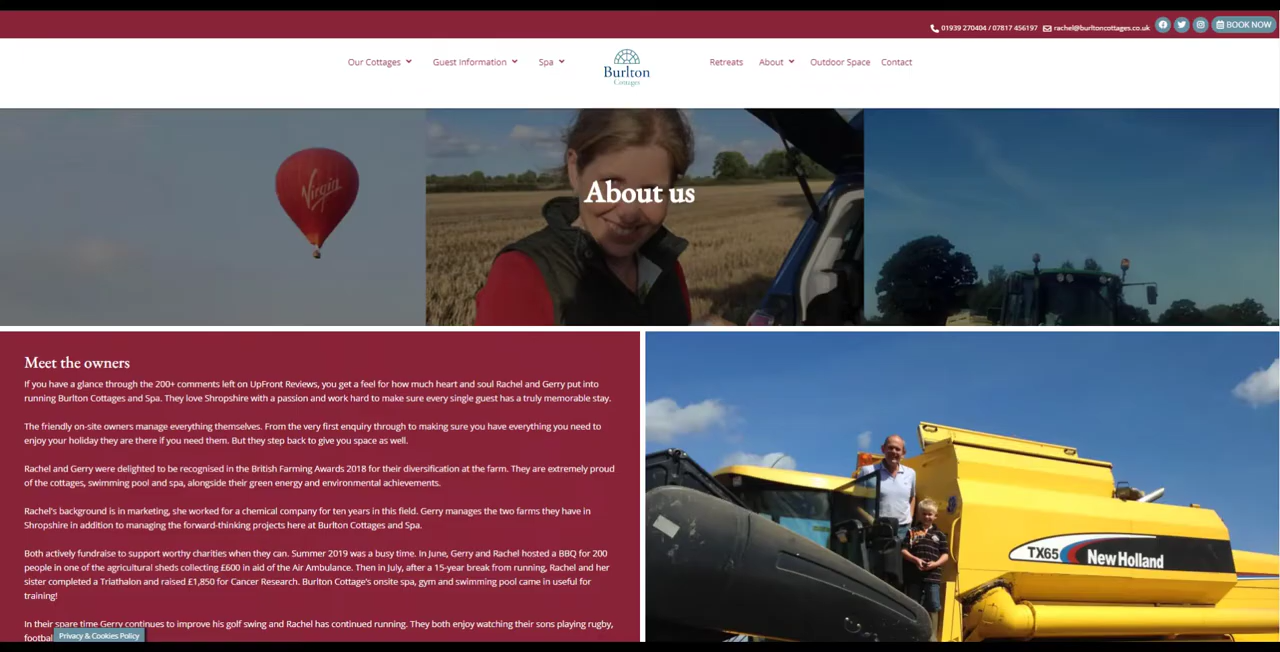 01939 270404 / 07817 456197 rachel@burltoncottages.co.uk BOOK NOW
Our Cottages Guest Information Spa Burlton Cottages Retreats About Outdoor Space Contact
Virgin
About us
Meet the owners
If you have a glance through the 200+ comments left on UpFront Reviews, you get a feel for how much heart and soul Rachel and Gerry put into
running Burlton Cottages and Spa. They love Shropshire with a passion and work hard to make sure every single guest has a truly memorable stay.
The friendly on-site owners manage everything themselves. From the very first enquiry through to making sure you have everything you need to
enjoy your holiday they are there if you need them. But they step back to give you space as well.
Rachel and Gerry were delighted to be recognised in the British Farming Awards 2018 for their diversification at the farm. They are extremely proud
of the cottages, swimming pool and spa, alongside their green energy and environmental achievements.
Rachel's background is in marketing, she worked for a chemical company for ten years in this field. Gerry manages the two farms they have in
Shropshire in addition to managing the forward-thinking projects here at Burlton Cottages and Spa.
Both actively fundraise to support worthy charities when they can. Summer 2019 was a busy time. In June, Gerry and Rachel hosted a BBQ for 200
people in one of the agricultural sheds collecting £600 in aid of the Air Ambulance. Then in July, after a 15-year break from running, Rachel and her
sister completed a Triathalon and raised £1,850 for Cancer Research. Burlton Cottage's onsite spa, gym and swimming pool came in useful for
training!
In their spare time Gerry continues to improve his golf swing and Rachel has continued running. They both enjoy watching their sons playing rugby,
footbal
Privacy & Cookies Policy
TX65 New Holland